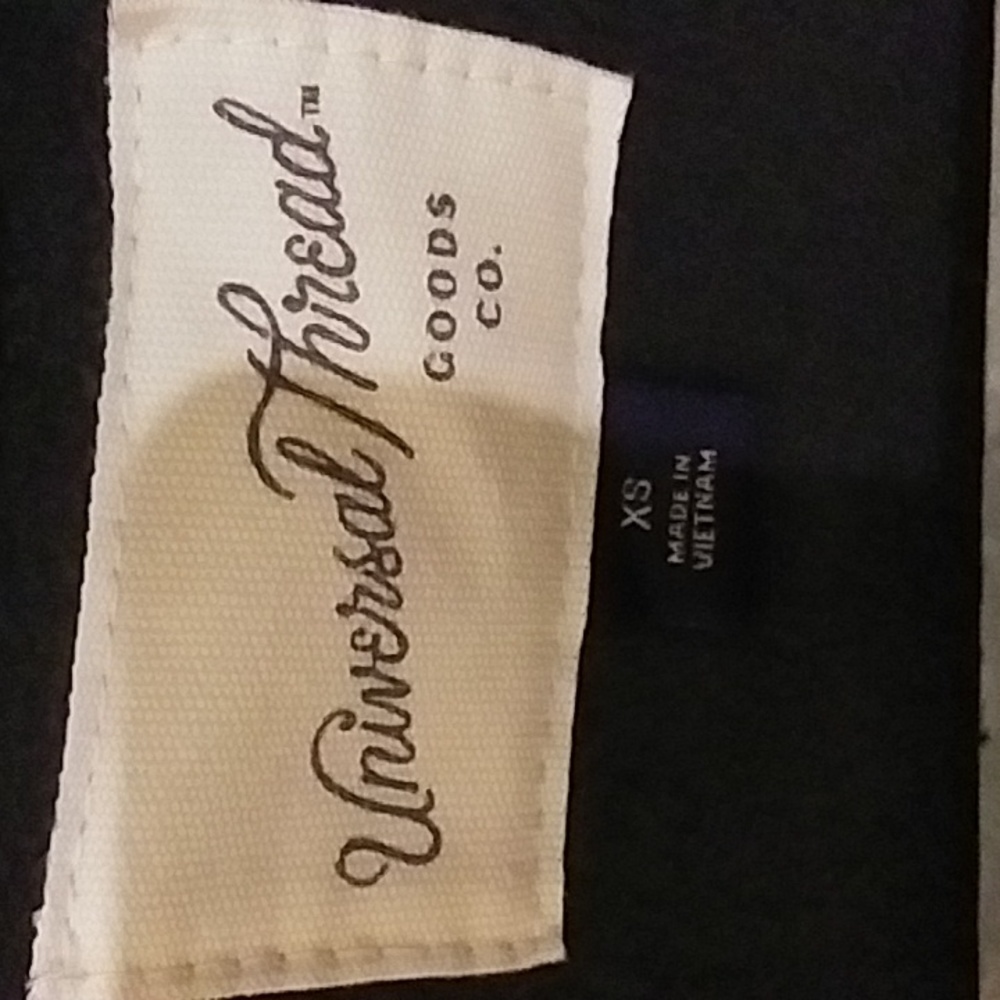 Universal Thread™
GOODS
CO.
XS
MADE IN
VIETNAM